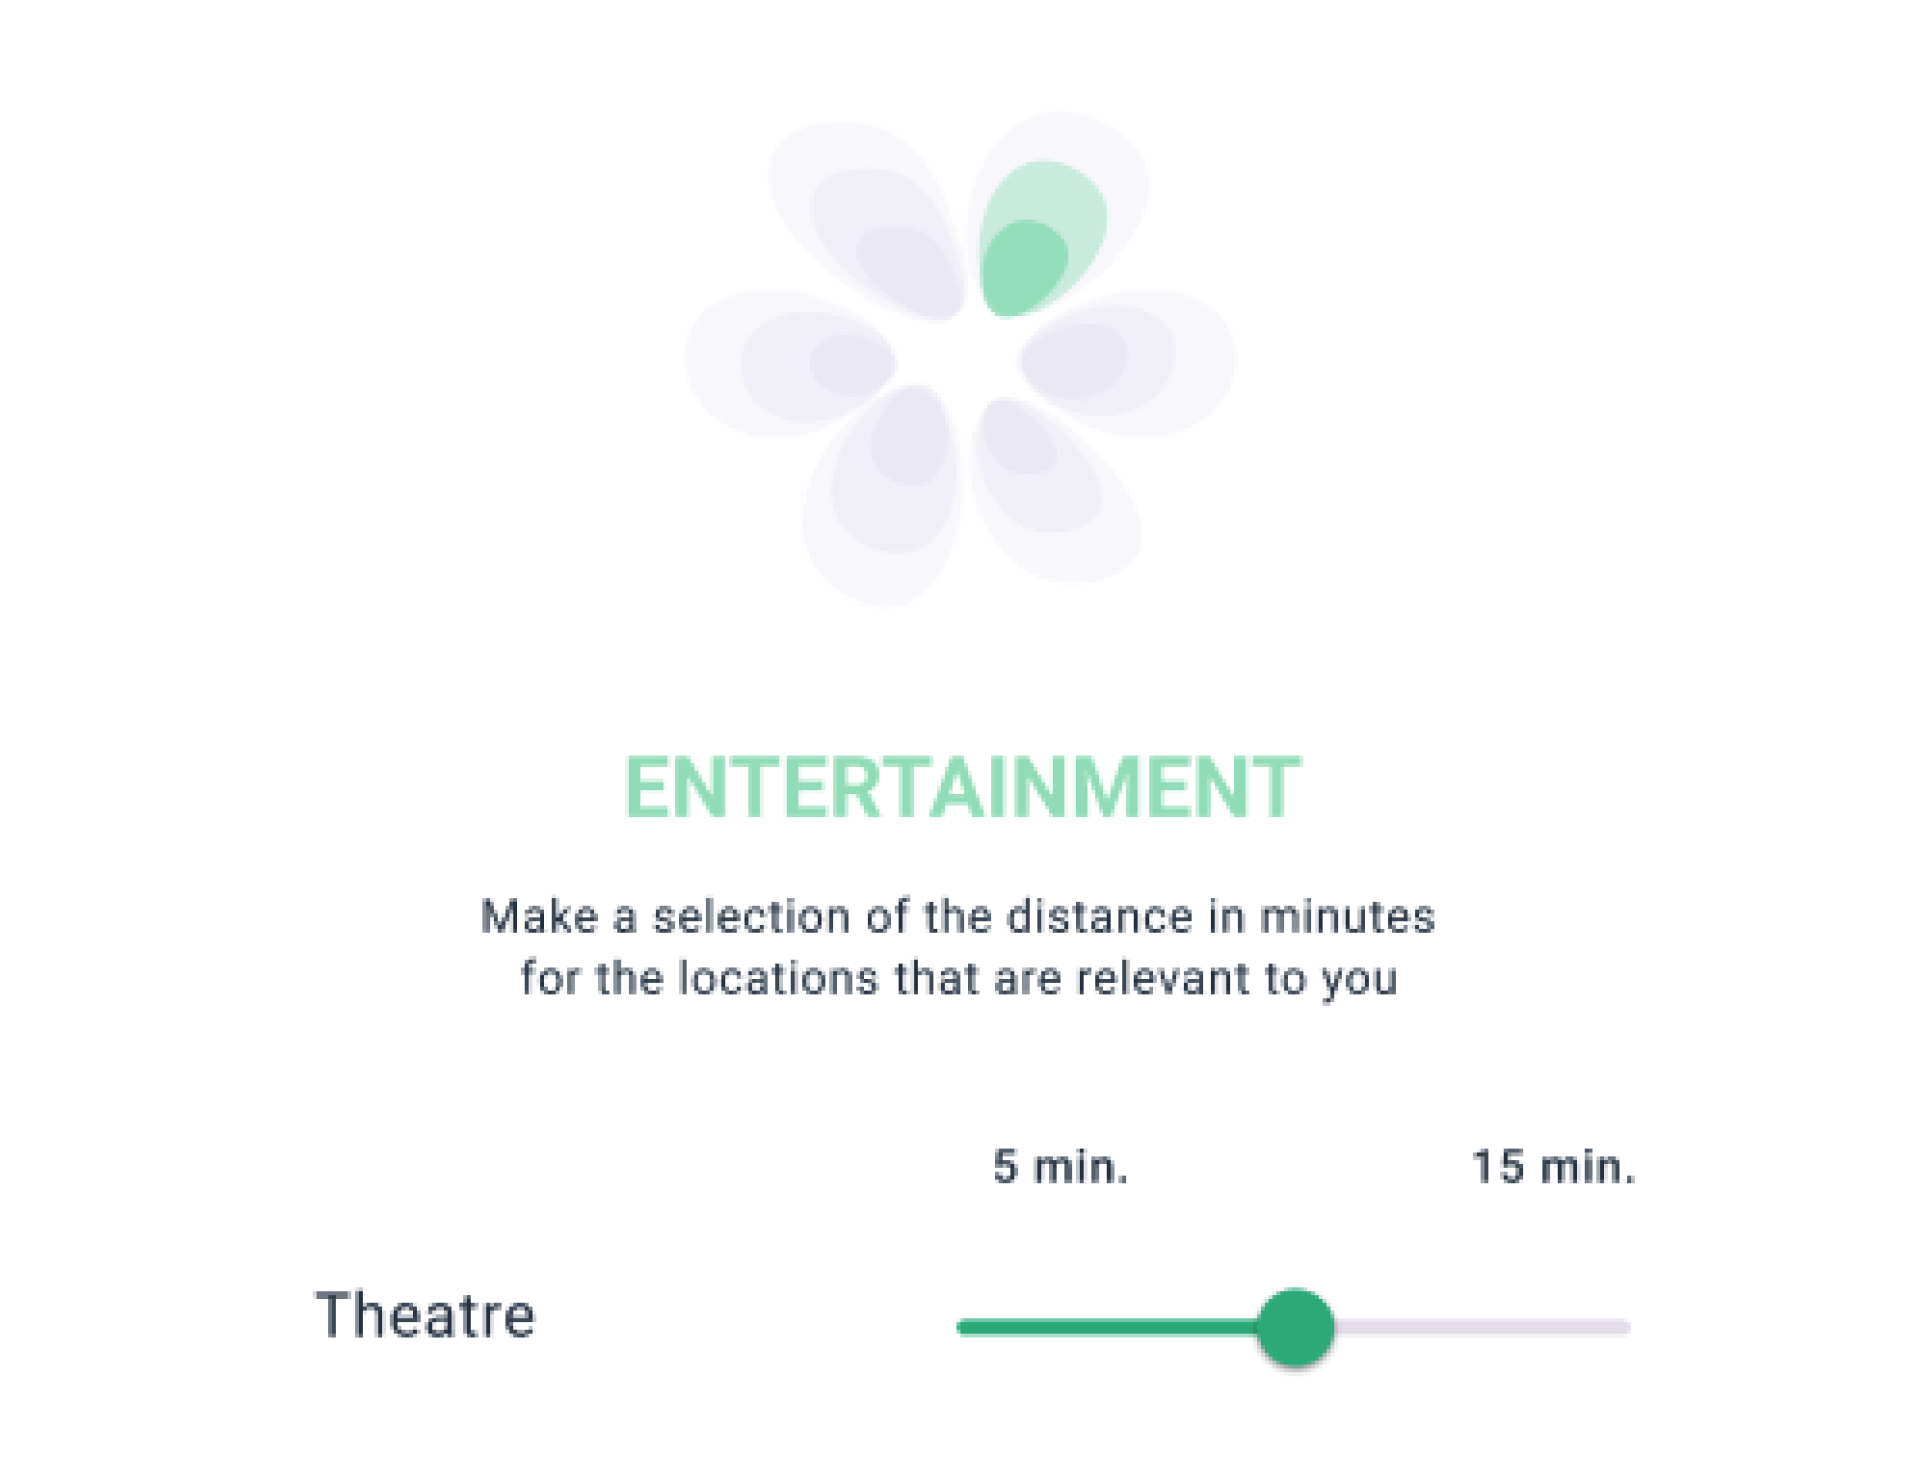 ENTERTAINMENT
Make a selection of the distance in minutes
for the locations that are relevant to you
5 min. 15 min.
Theatre